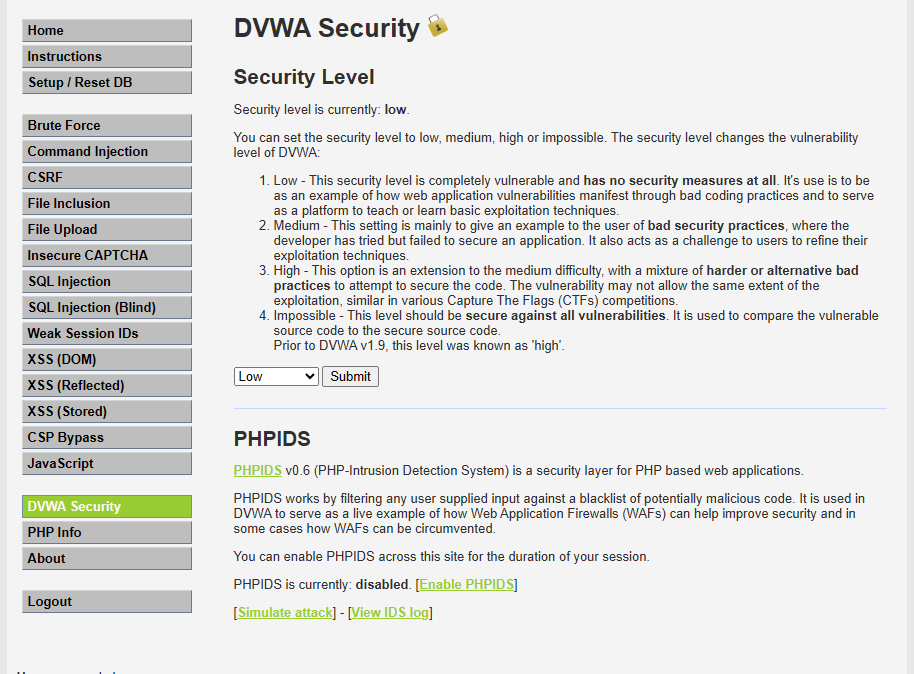 Home
Instructions
Setup / Reset DB
Brute Force
Command Injection
CSRF
File Inclusion
File Upload
Insecure CAPTCHA
SQL Injection
SQL Injection (Blind)
Weak Session IDs
XSS (DOM)
XSS (Reflected)
XSS (Stored)
CSP Bypass
JavaScript
DVWA Security
PHP Info
About
Logout
DVWA Security
Security Level
Security level is currently: low.
You can set the security level to low, medium, high or impossible. The security level changes the vulnerability
level of DVWA:
1. Low - This security level is completely vulnerable and has no security measures at all. It's use is to be
as an example of how web application vulnerabilities manifest through bad coding practices and to serve
as a platform to teach or learn basic exploitation techniques.
2. Medium - This setting is mainly to give an example to the user of bad security practices, where the
developer has tried but failed to secure an application. It also acts as a challenge to users to refine their
exploitation techniques.
3. High - This option is an extension to the medium difficulty, with a mixture of harder or alternative bad
practices to attempt to secure the code. The vulnerability may not allow the same extent of the
exploitation, similar in various Capture The Flags (CTFs) competitions.
4. Impossible - This level should be secure against all vulnerabilities. It is used to compare the vulnerable
source code to the secure source code.
Prior to DVWA v1.9, this level was known as 'high'.
Low Submit
PHPIDS
PHPIDS v0.6 (PHP-Intrusion Detection System) is a security layer for PHP based web applications.
PHPIDS works by filtering any user supplied input against a blacklist of potentially malicious code. It is used in
DVWA to serve as a live example of how Web Application Firewalls (WAFs) can help improve security and in
some cases how WAFs can be circumvented.
You can enable PHPIDS across this site for the duration of your session.
PHPIDS is currently: disabled. [Enable PHPIDS]
[Simulate attack] - [View IDS log]